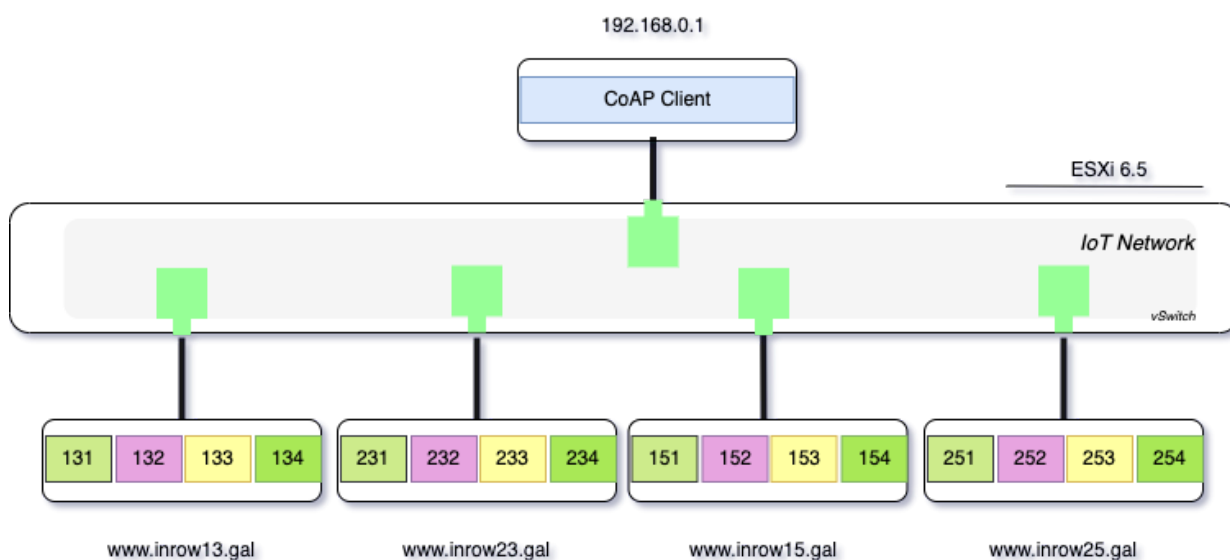 192.168.0.1
CoAP Client
ESXi 6.5
IoT Network
vSwitch
131 132 133 134 231 232 233 234 151 152 153 154 251 252 253 254
www.inrow13.gal www.inrow23.gal www.inrow15.gal www.inrow25.gal